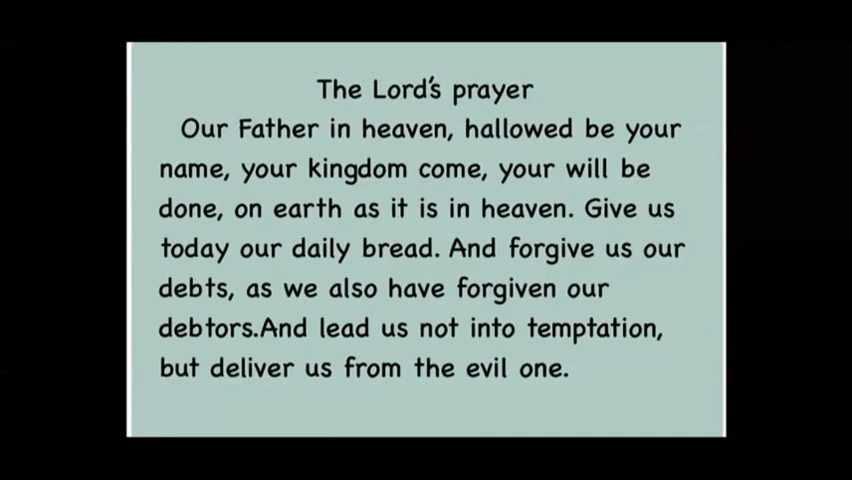 The Lord's prayer
Our Father in heaven, hallowed be your
name, your kingdom come, your will be
done, on earth as it is in heaven. Give us
today our daily bread. And forgive us our
debts, as we also have forgiven our
debtors.And lead us not into temptation,
but deliver us from the evil one.